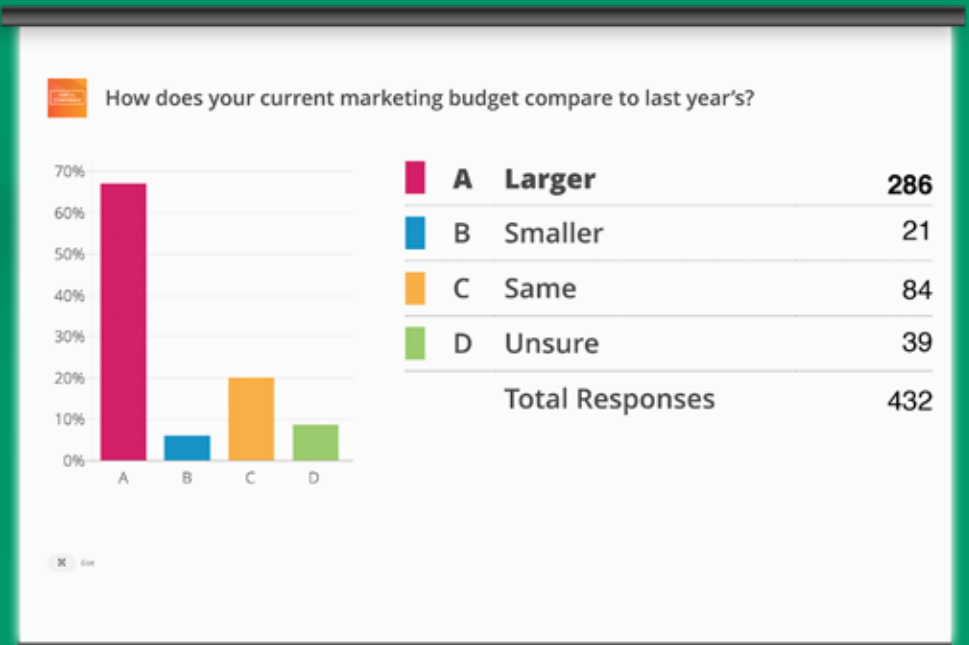 How does your current marketing budget compare to last year's?
70%
60%
50%
40%
30%
20%
10%
0%
A
B
C
D
A Larger 286
B Smaller 21
C Same 84
D Unsure 39
Total Responses 432